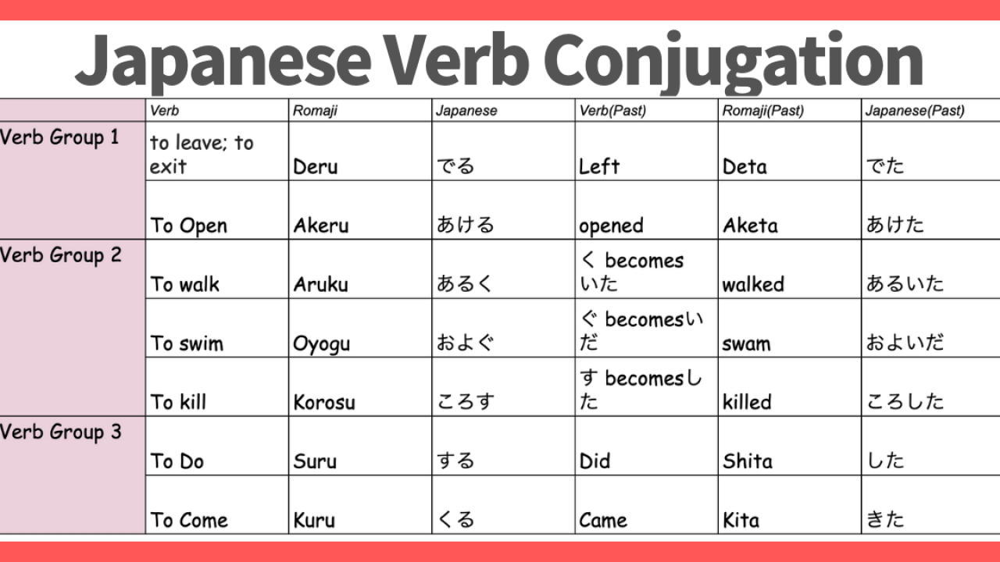 Japanese Verb Conjugation
Verb Romaji Japanese Verb(Past) Romaji(Past) Japanese(Past)
Verb Group 1
to leave; to
exit Deru でる Left Deta でた
To Open Akeru あける opened Aketa あけた
Verb Group 2
く becomes
To walk Aruku あるく いた walked あるいた
ぐ becomesい
To swim Oyogu およぐ だ swam およいだ
す becomesし
To kill Korosu ころす た killed ころした
Verb Group 3
To Do Suru する Did Shita した
To Come Kuru くる Came Kita きた